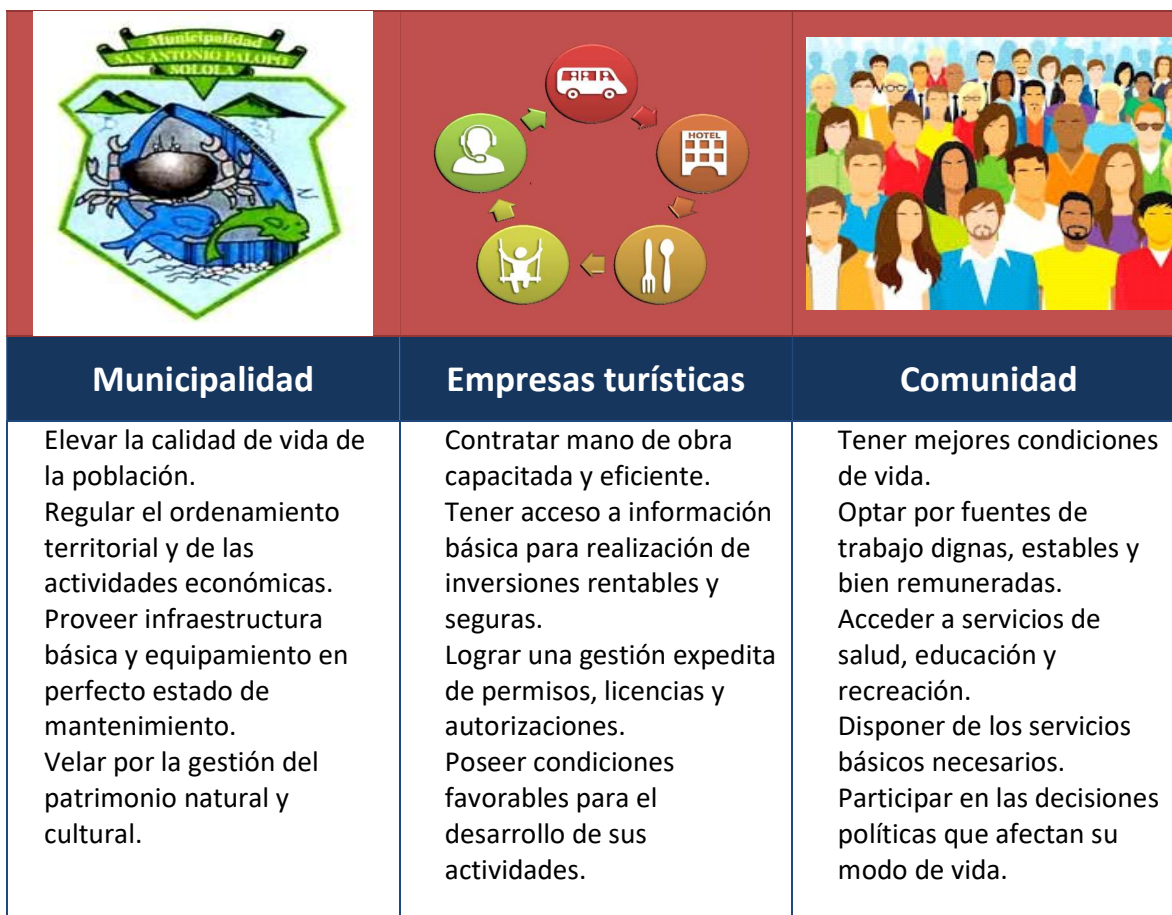 Municipalidad
SAN ANTONIO PALOPO
SOLOLA
HOTEL
Municipalidad
Empresas turísticas
Comunidad
Elevar la calidad de vida de
la población.
Regular el ordenamiento
territorial y de las
actividades económicas.
Proveer infraestructura
básica y equipamiento en
perfecto estado de
mantenimiento.
Velar por la gestión del
patrimonio natural y
cultural.
Contratar mano de obra
capacitada y eficiente.
Tener acceso a información
básica para realización de
inversiones rentables y
seguras.
Lograr una gestión expedita
de permisos, licencias y
autorizaciones.
Poseer condiciones
favorables para el
desarrollo de sus
actividades.
Tener mejores condiciones
de vida.
Optar por fuentes de
trabajo dignas, estables y
bien remuneradas.
Acceder a servicios de
salud, educación y
recreación.
Disponer de los servicios
básicos necesarios.
Participar en las decisiones
políticas que afectan su
modo de vida.